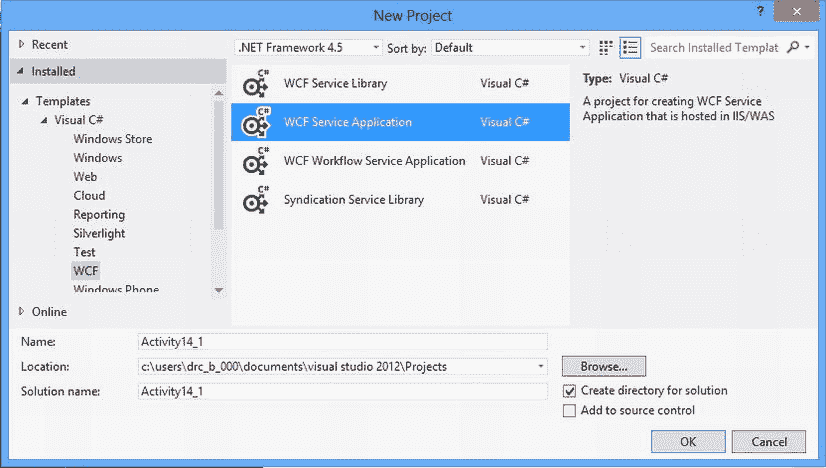 New Project
? ×
Recent
.NET Framework 4.5 Sort by: Default Search Installed Templat
Installed
Templates
Visual C#
Windows Store
Windows
Web
Cloud
Reporting
Silverlight
Test
WCF
Windows Phone
Online
C# WCF Service Library Visual C#
C# WCF Service Application Visual C#
C# WCF Workflow Service Application Visual C#
C# Syndication Service Library Visual C#
Type: Visual C#
A project for creating WCF Service
Application that is hosted in IIS/WAS
Name: Activity14_1
Location: c:\users\drc_b_000\documents\visual studio 2012\Projects Browse...
Solution name: Activity14_1
Create directory for solution
Add to source control
OK Cancel